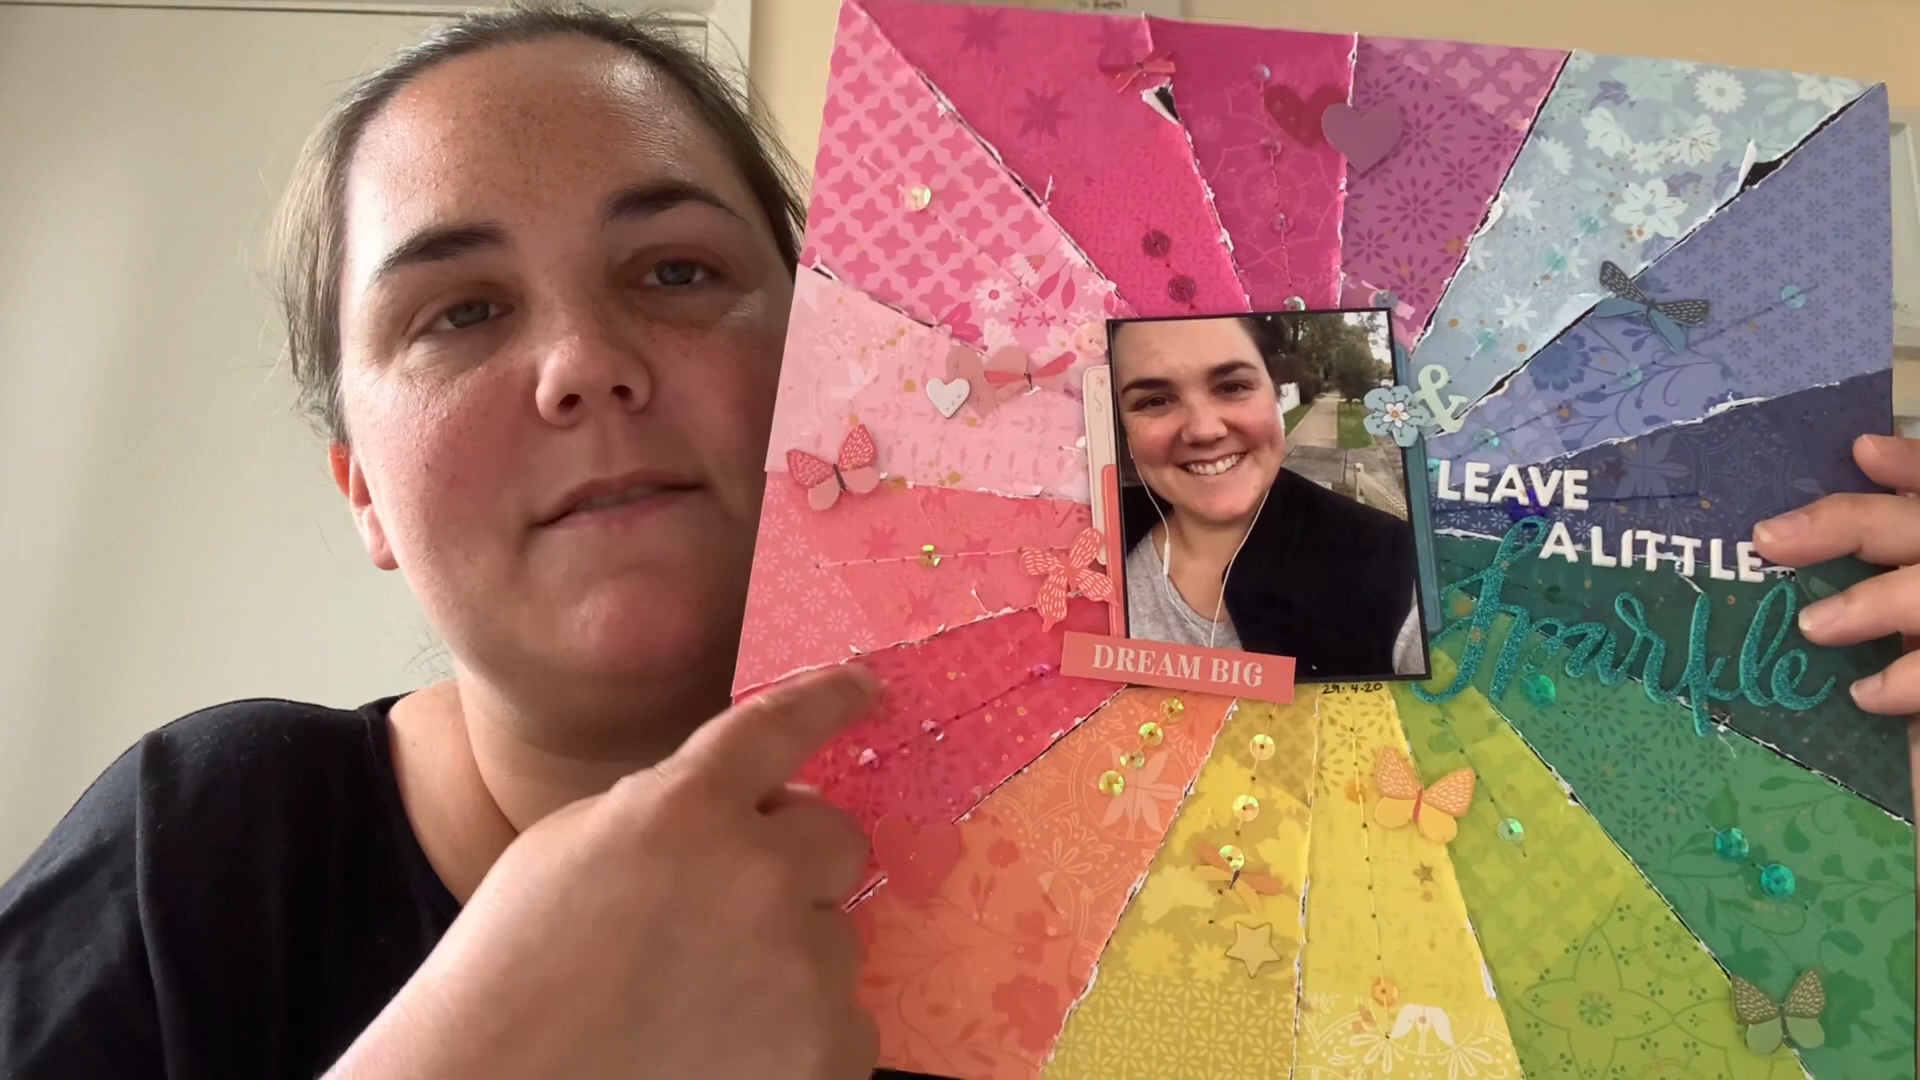 &
LEAVE
A LITTLE
Sparkle
DREAM BIG
29.4.20